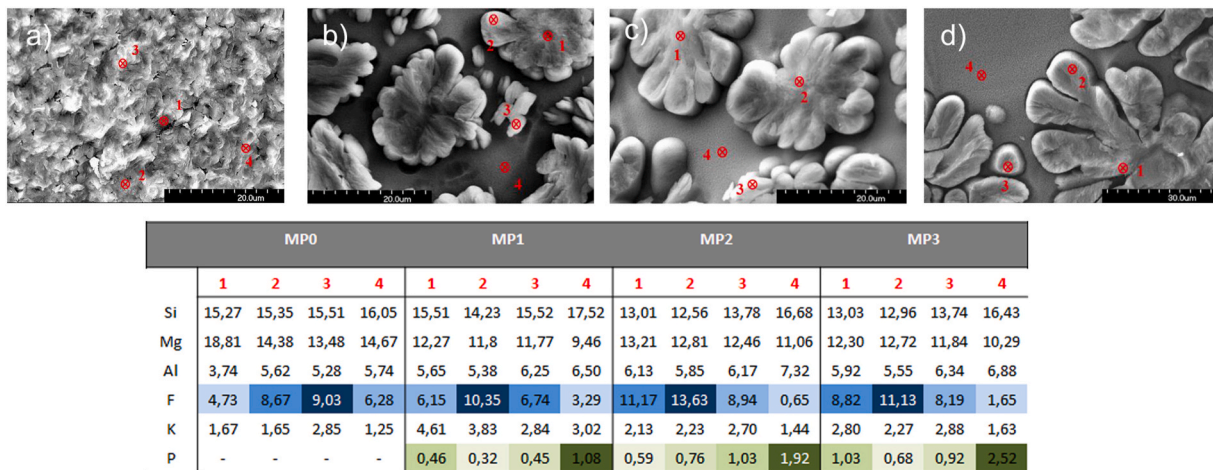 a) b) c) d)
3 1 4 2
2 1 3 4
1 2 4 3
4 2 3 1
20.0um 20.0um 20.0um 30.0um
MP0 MP1 MP2 MP3
1 2 3 4 1 2 3 4 1 2 3 4 1 2 3 4
Si 15,27 15,35 15,51 16,05 15,51 14,23 15,52 17,52 13,01 12,56 13,78 16,68 13,03 12,96 13,74 16,43
Mg 18,81 14,38 13,48 14,67 12,27 11,8 11,77 9,46 13,21 12,81 12,46 11,06 12,30 12,72 11,84 10,29
Al 3,74 5,62 5,28 5,74 5,65 5,38 6,25 6,50 6,13 5,85 6,17 7,32 5,92 5,55 6,34 6,88
F 4,73 8,67 9,03 6,28 6,15 10,35 6,74 3,29 11,17 13,63 8,94 0,65 8,82 11,13 8,19 1,65
K 1,67 1,65 2,85 1,25 4,61 3,83 2,84 3,02 2,13 2,23 2,70 1,44 2,80 2,27 2,88 1,63
P - - - - 0,46 0,32 0,45 1,08 0,59 0,76 1,03 1,92 1,03 0,68 0,92 2,52